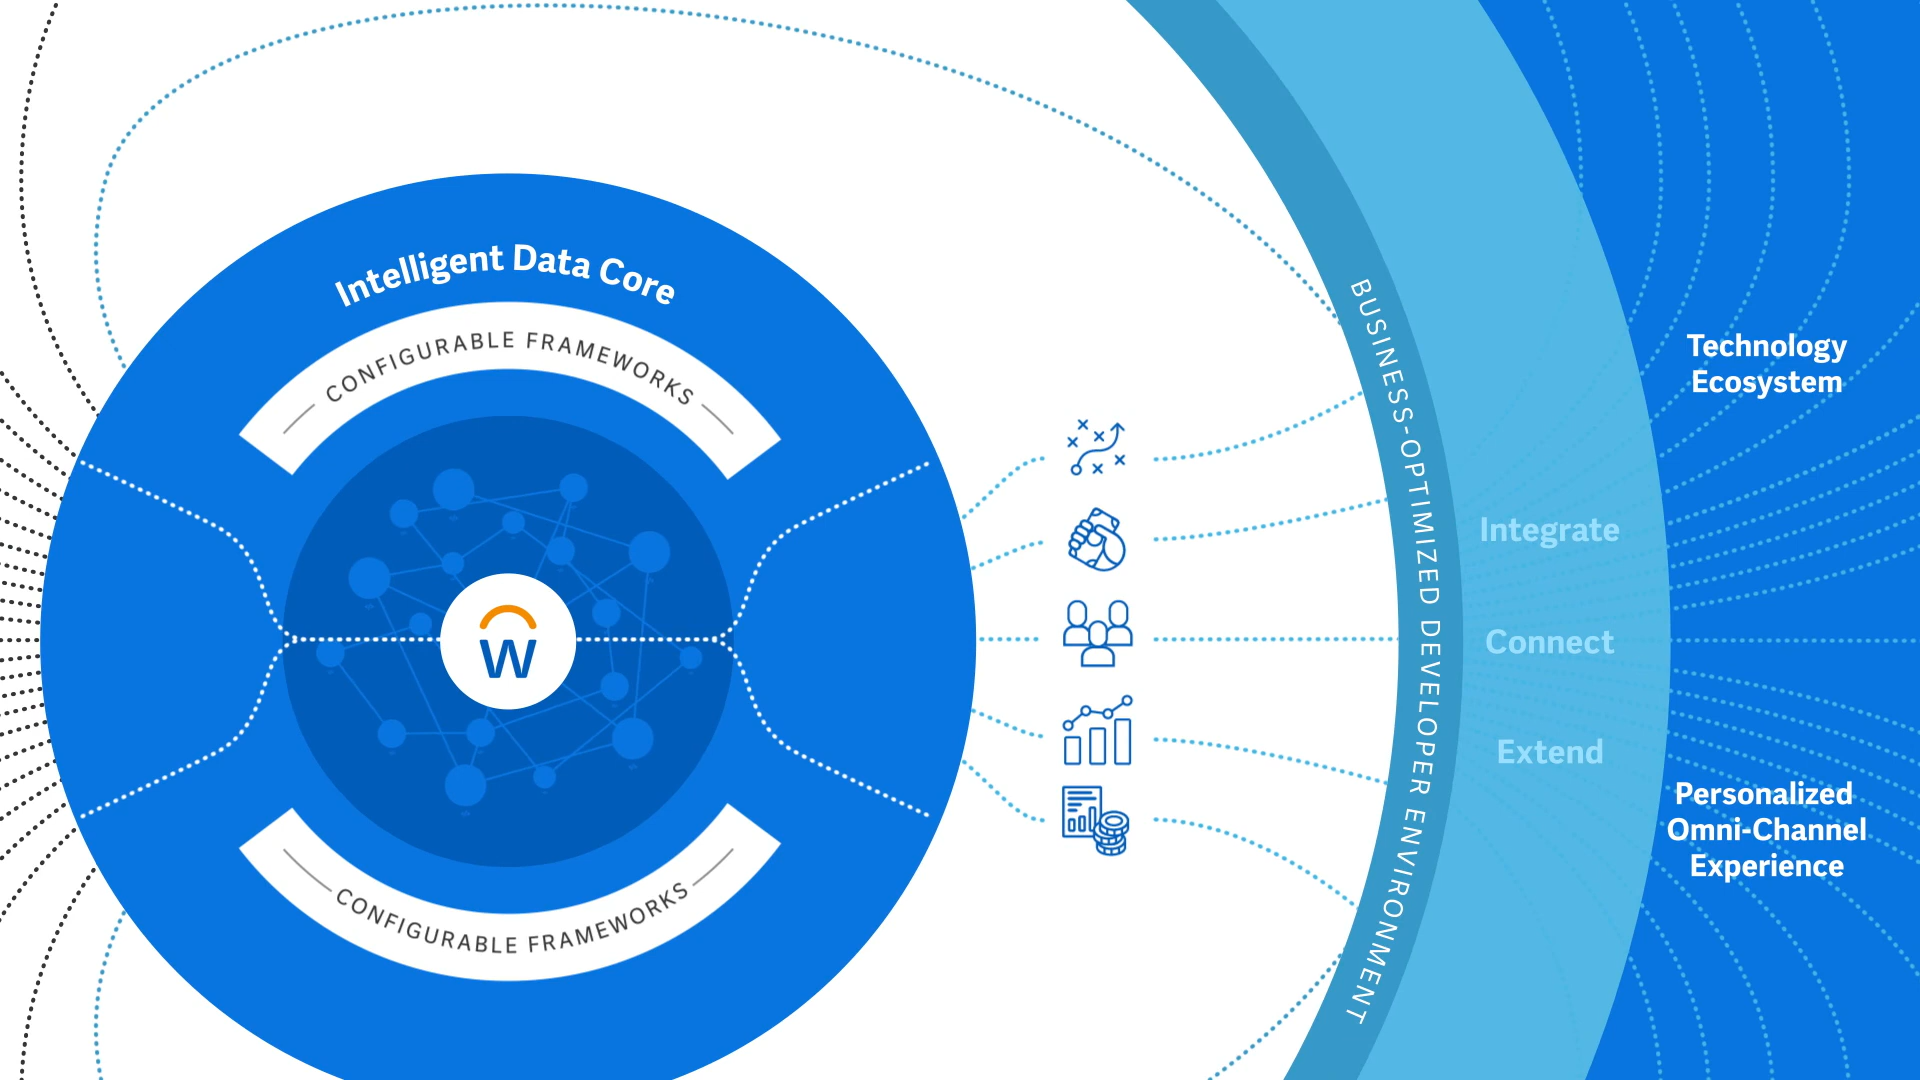 Intelligent Data Core
CONFIGURABLE FRAMEWORKS
W
CONFIGURABLE FRAMEWORKS
BUSINESS-OPTIMIZED DEVELOPER ENVIRONMENT
Integrate
Connect
Extend
Technology
Ecosystem
Personalized
Omni-Channel
Experience